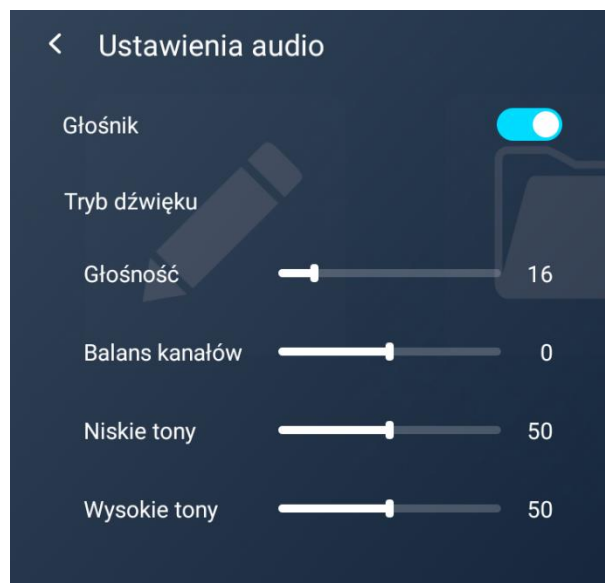 Ustawienia audio
Głośnik
Tryb dźwięku
Głośność 16
Balans kanałów 0
Niskie tony 50
Wysokie tony 50